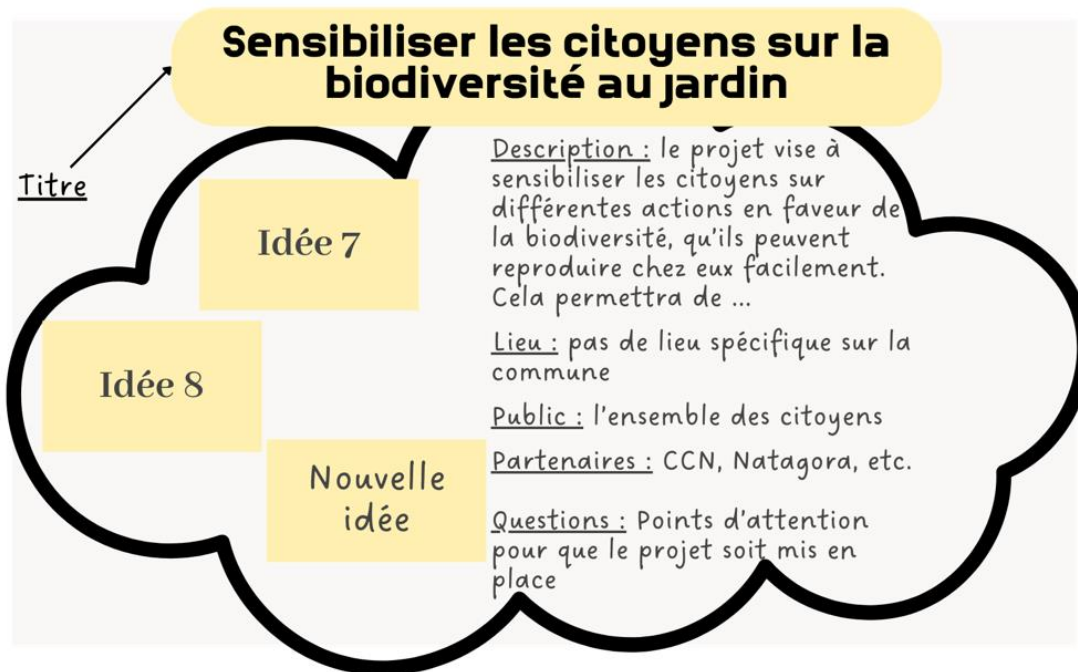 Sensibiliser les citoyens sur la
biodiversité au jardin
Titre
Idée 7
Idée 8
Nouvelle
idée
Description : le projet vise à
sensibiliser les citoyens sur
différentes actions en faveur de
la biodiversité, qu'ils peuvent
reproduire chez eux facilement.
Cela permettra de ...
Lieu : pas de lieu spécifique sur la
commune
Public : l'ensemble des citoyens
Partenaires : CCN, Natagora, etc.
Questions : Points d'attention
pour que le projet soit mis en
place